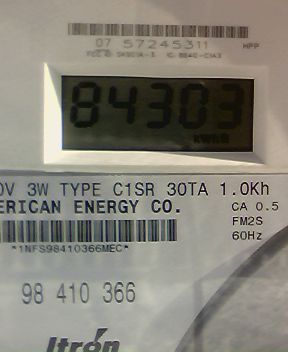 07 57245311 HPP
84303
0V 3W TYPE C1SR 30TA 1.0Kh
ERICAN ENERGY CO. CA 0.5
FM2S
60Hz
*1NFS98410366MEC*
98 410 366
Itron